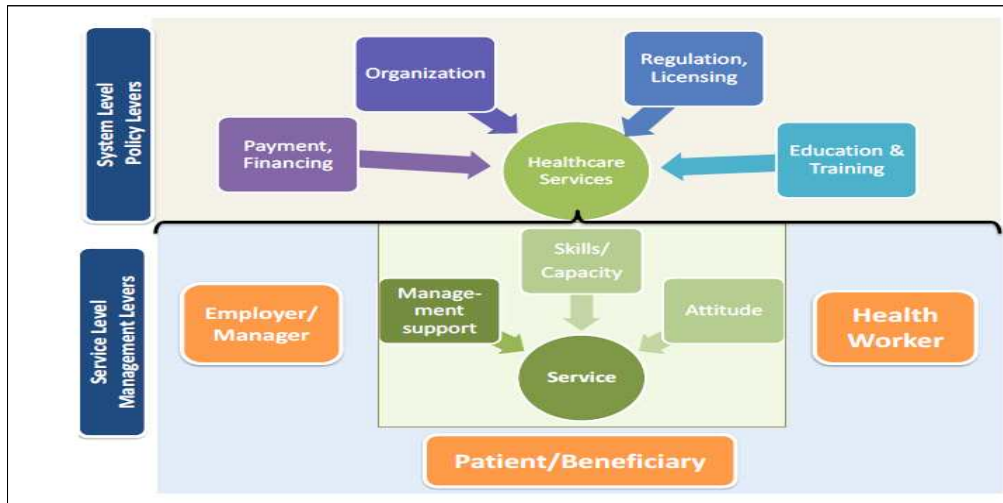 System Level
Policy Levers
Organization
Regulation,
Licensing
Payment,
Financing
Healthcare
Services
Education &
Training
Service Level
Management Levers
Skills/
Capacity
Employer/
Manager
Manage-
ment
support
Attitude
Health
Worker
Service
Patient/Beneficiary